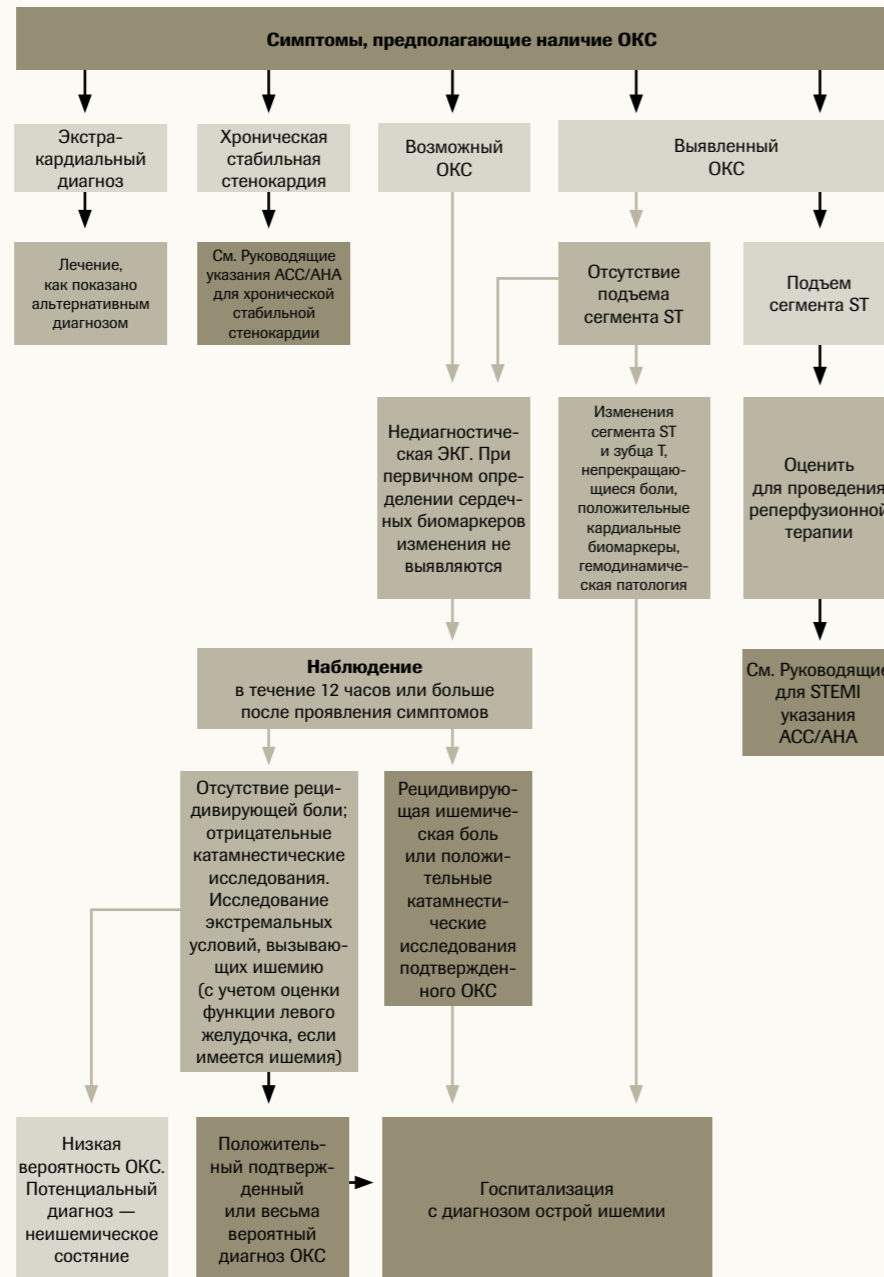 Симптомы, предполагающие наличие ОКС
Экстра-
кардиальный
диагноз
Хроническая
стабильная
стенокардия
Возможный
ОКС
Выявленный
ОКС
Лечение,
как показано
альтернативным
диагнозом
См. Руководящие
указания ACC/AHA
для хронической
стабильной
стенокардии
Отсутствие
подъема
сегмента ST
Подъем
сегмента ST
Недиагностиче-
ская ЭКГ. При
первичном опре-
делении сердеч-
ных биомаркеров
изменения не
выявляются
Изменения
сегмента ST
и зубца Т,
непрекращаю-
щиеся боли,
положительные
кардиальные
биомаркеры,
гемодинамиче-
ская патология
Оценить
для проведения
реперфузионной
терапии
Наблюдение
в течение 12 часов или больше
после проявления симптомов
См. Руководящие
для STEMI
указания
ACC/AHA
Отсутствие реци-
дивирующей боли;
отрицательные
катамнестические
исследования.
Исследование
экстремальных
условий, вызываю-
щих ишемию
(с учетом оценки
функции левого
желудочка, если
имеется ишемия)
Рецидивирую-
щая ишемиче-
ская боль
или положи-
тельные
катамнести-
ческие
исследования
подтвержден-
ного ОКС
Низкая
вероятность ОКС.
Потенциальный
диагноз —
неишемическое
состяние
Положитель-
ный подтверж-
денный
или весьма
вероятный
диагноз ОКС
Госпитализация
с диагнозом острой ишемии